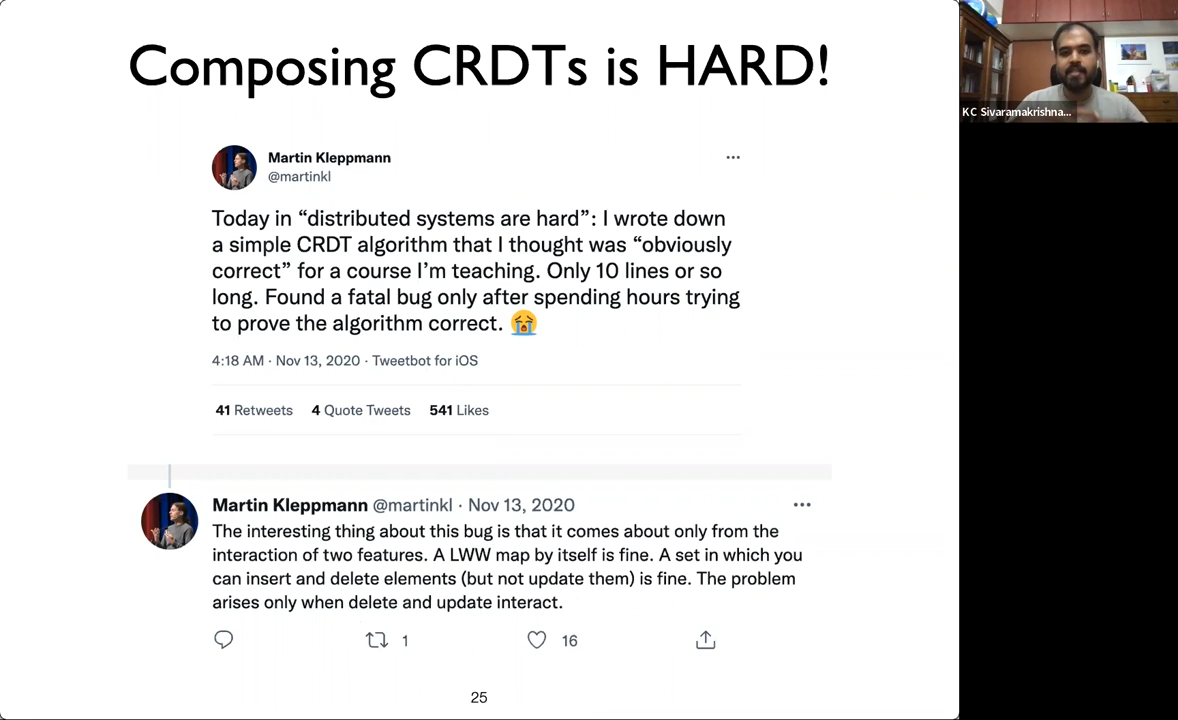 Composing CRDTs is HARD!
Martin Kleppmann
@martinkl
Today in “distributed systems are hard”: I wrote down
a simple CRDT algorithm that I thought was “obviously
correct” for a course I’m teaching. Only 10 lines or so
long. Found a fatal bug only after spending hours trying
to prove the algorithm correct. 😭
4:18 AM · Nov 13, 2020 · Tweetbot for iOS
41 Retweets 4 Quote Tweets 541 Likes
Martin Kleppmann @martinkl · Nov 13, 2020
The interesting thing about this bug is that it comes about only from the
interaction of two features. A LWW map by itself is fine. A set in which you
can insert and delete elements (but not update them) is fine. The problem
arises only when delete and update interact.
1 16
25
KC Sivaramakrishna...